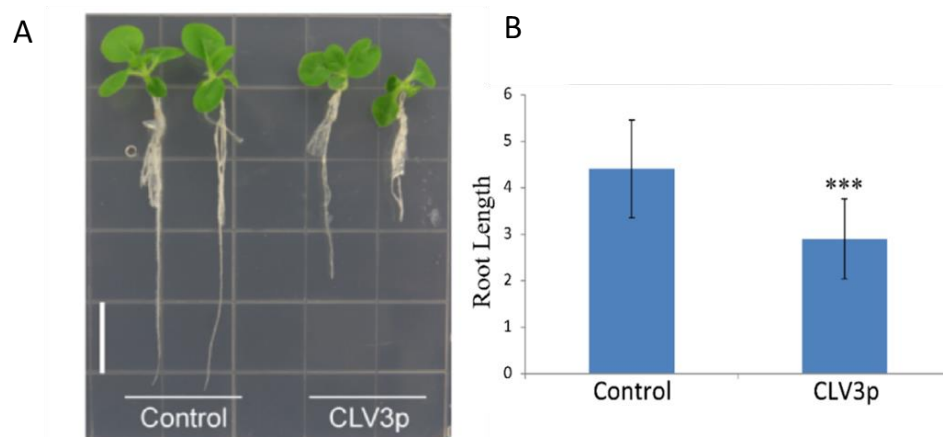 A
Control
CLV3p
B
Root Length
6
5
4
3
2
1
0
***
Control
CLV3p